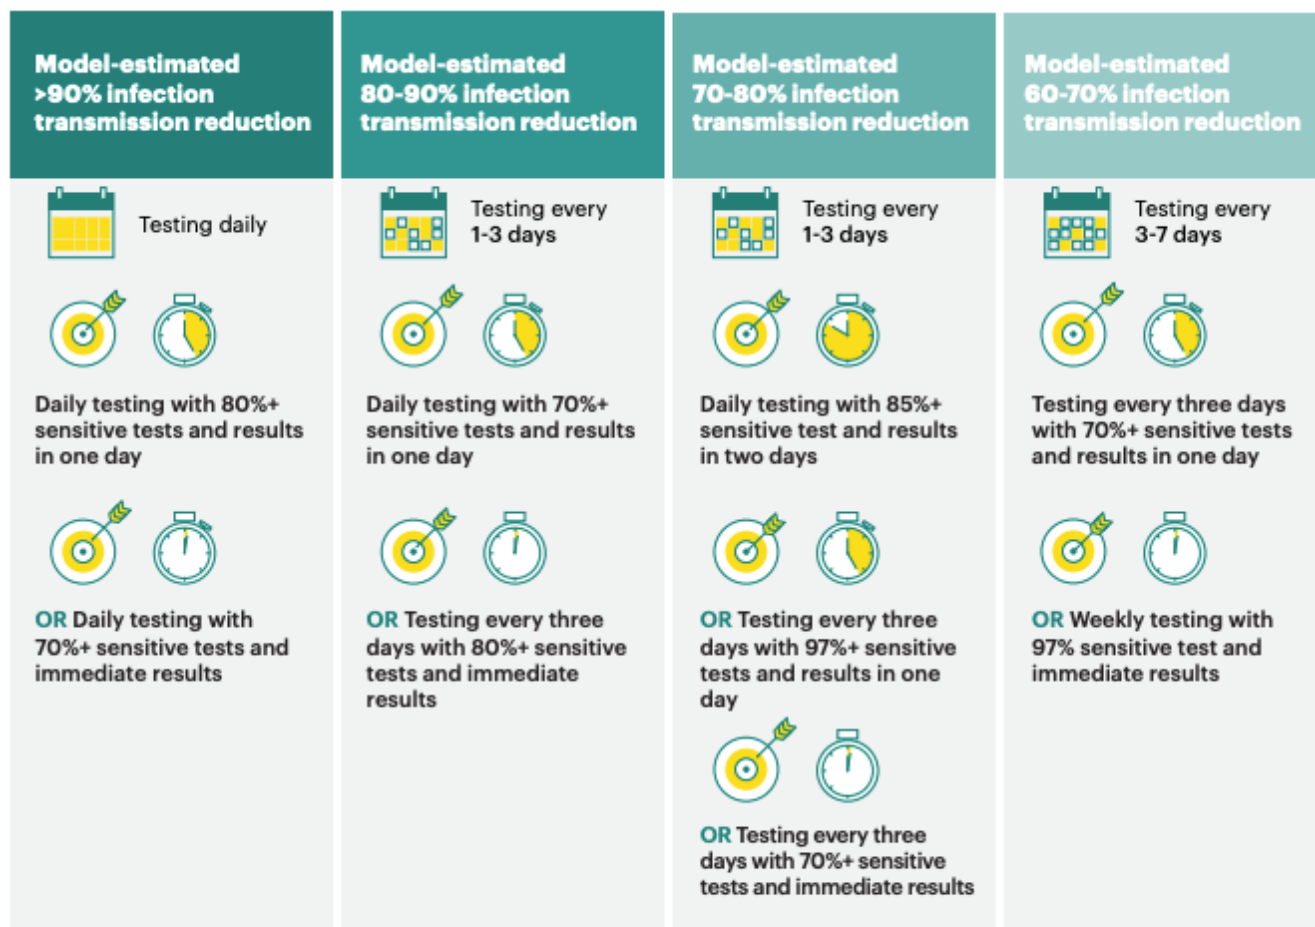 Model-estimated
>90% infection
transmission reduction
Testing daily
Daily testing with 80%+
sensitive tests and results
in one day
OR Daily testing with
70%+ sensitive tests and
immediate results
Model-estimated
80-90% infection
transmission reduction
Testing every
1-3 days
Daily testing with 70%+
sensitive tests and results
in one day
OR Testing every three
days with 80%+ sensitive
tests and immediate
results
Model-estimated
70-80% infection
transmission reduction
Testing every
1-3 days
Daily testing with 85%+
sensitive test and results
in two days
OR Testing every three
days with 97%+ sensitive
tests and results in one
day
OR Testing every three
days with 70%+ sensitive
tests and immediate results
Model-estimated
60-70% infection
transmission reduction
Testing every
3-7 days
Testing every three days
with 70%+ sensitive tests
and results in one day
OR Weekly testing with
97% sensitive test and
immediate results